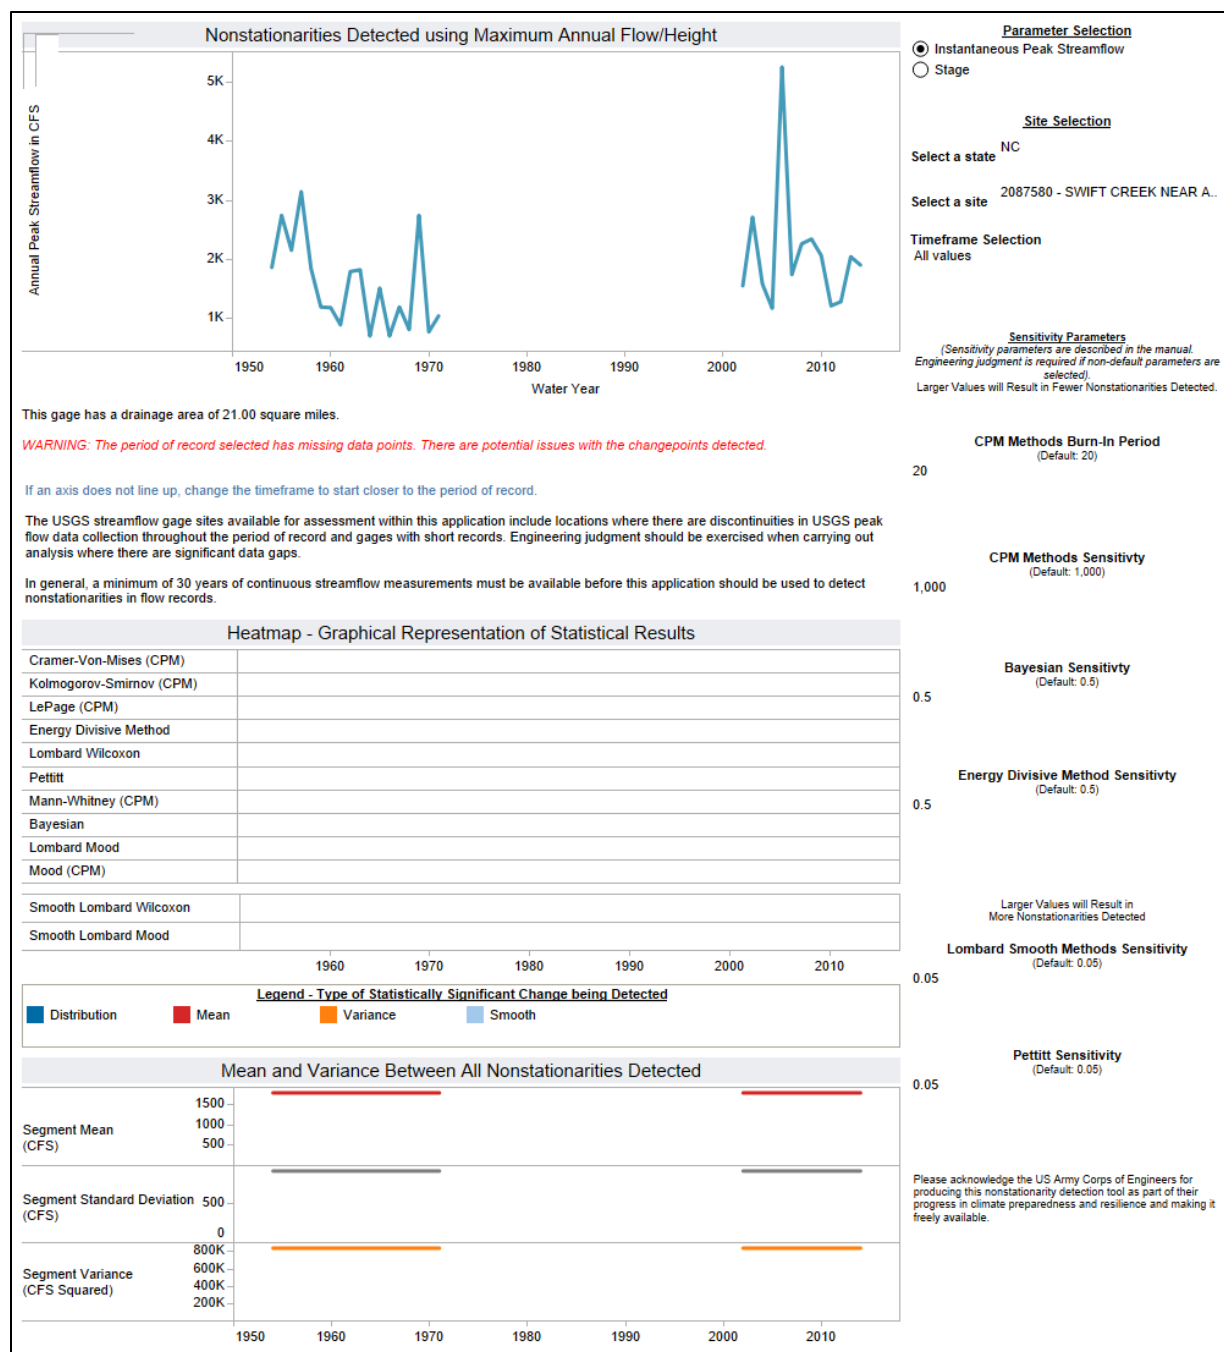 Nonstationarities Detected using Maximum Annual Flow/Height
Annual Peak Streamflow in CFS
5K
4K
3K
2K
1K
1950 1960 1970 1980 1990 2000 2010
Water Year
This gage has a drainage area of 21.00 square miles.
WARNING: The period of record selected has missing data points. There are potential issues with the changepoints detected.
If an axis does not line up, change the timeframe to start closer to the period of record.
The USGS streamflow gage sites available for assessment within this application include locations where there are discontinuities in USGS peak
flow data collection throughout the period of record and gages with short records. Engineering judgment should be exercised when carrying out
analysis where there are significant data gaps.
In general, a minimum of 30 years of continuous streamflow measurements must be available before this application should be used to detect
nonstationarities in flow records.
Heatmap - Graphical Representation of Statistical Results
Cramer-Von-Mises (CPM)
Kolmogorov-Smirnov (CPM)
LePage (CPM)
Energy Divisive Method
Lombard Wilcoxon
Pettitt
Mann-Whitney (CPM)
Bayesian
Lombard Mood
Mood (CPM)
Smooth Lombard Wilcoxon
Smooth Lombard Mood
1960 1970 1980 1990 2000 2010
Legend - Type of Statistically Significant Change being Detected
Distribution Mean Variance Smooth
Mean and Variance Between All Nonstationarities Detected
Segment Mean
(CFS)
1500
1000
500
Segment Standard Deviation
(CFS)
500
0
Segment Variance
(CFS Squared)
800K
600K
400K
200K
1950 1960 1970 1980 1990 2000 2010
Parameter Selection
Instantaneous Peak Streamflow
Stage
Site Selection
Select a state NC
Select a site 2087580 - SWIFT CREEK NEAR A..
Timeframe Selection
All values
Sensitivity Parameters
(Sensitivity parameters are described in the manual.
Engineering judgment is required if non-default parameters are
selected).
Larger Values will Result in Fewer Nonstationarities Detected.
CPM Methods Burn-In Period
(Default: 20)
20
CPM Methods Sensitivty
(Default: 1,000)
1,000
Bayesian Sensitivty
(Default: 0.5)
0.5
Energy Divisive Method Sensitivty
(Default: 0.5)
0.5
Larger Values will Result in
More Nonstationarities Detected
Lombard Smooth Methods Sensitivity
(Default: 0.05)
0.05
Pettitt Sensitivity
(Default: 0.05)
0.05
Please acknowledge the US Army Corps of Engineers for
producing this nonstationarity detection tool as part of their
progress in climate preparedness and resilience and making it
freely available.